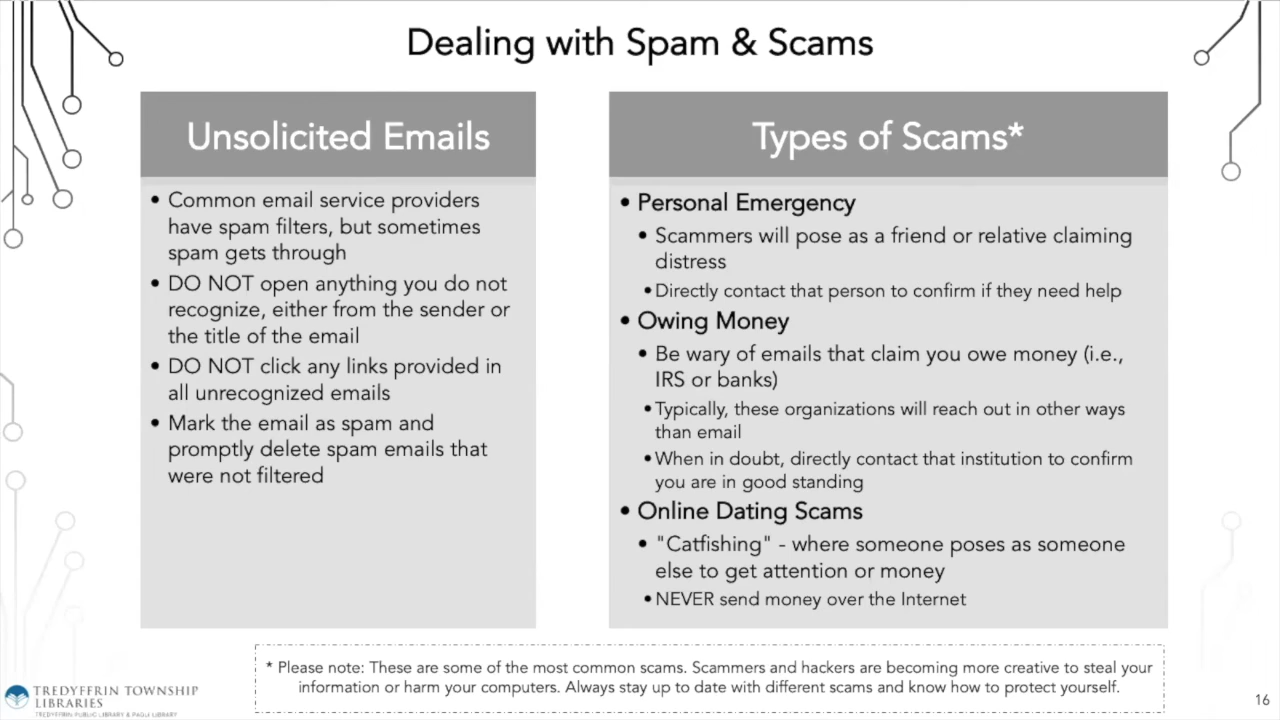 Dealing with Spam & Scams
Unsolicited Emails
• Common email service providers
have spam filters, but sometimes
spam gets through
• DO NOT open anything you do not
recognize, either from the sender or
the title of the email
• DO NOT click any links provided in
all unrecognized emails
• Mark the email as spam and
promptly delete spam emails that
were not filtered
Types of Scams*
• Personal Emergency
• Scammers will pose as a friend or relative claiming
distress
• Directly contact that person to confirm if they need help
• Owing Money
• Be wary of emails that claim you owe money (i.e.,
IRS or banks)
• Typically, these organizations will reach out in other ways
than email
• When in doubt, directly contact that institution to confirm
you are in good standing
• Online Dating Scams
• "Catfishing" - where someone poses as someone
else to get attention or money
• NEVER send money over the Internet
* Please note: These are some of the most common scams. Scammers and hackers are becoming more creative to steal your
information or harm your computers. Always stay up to date with different scams and know how to protect yourself.
TREDYFFRIN TOWNSHIP
LIBRARIES
TREDYFFRIN PUBLIC LIBRARY & PAOLI LIBRARY
16